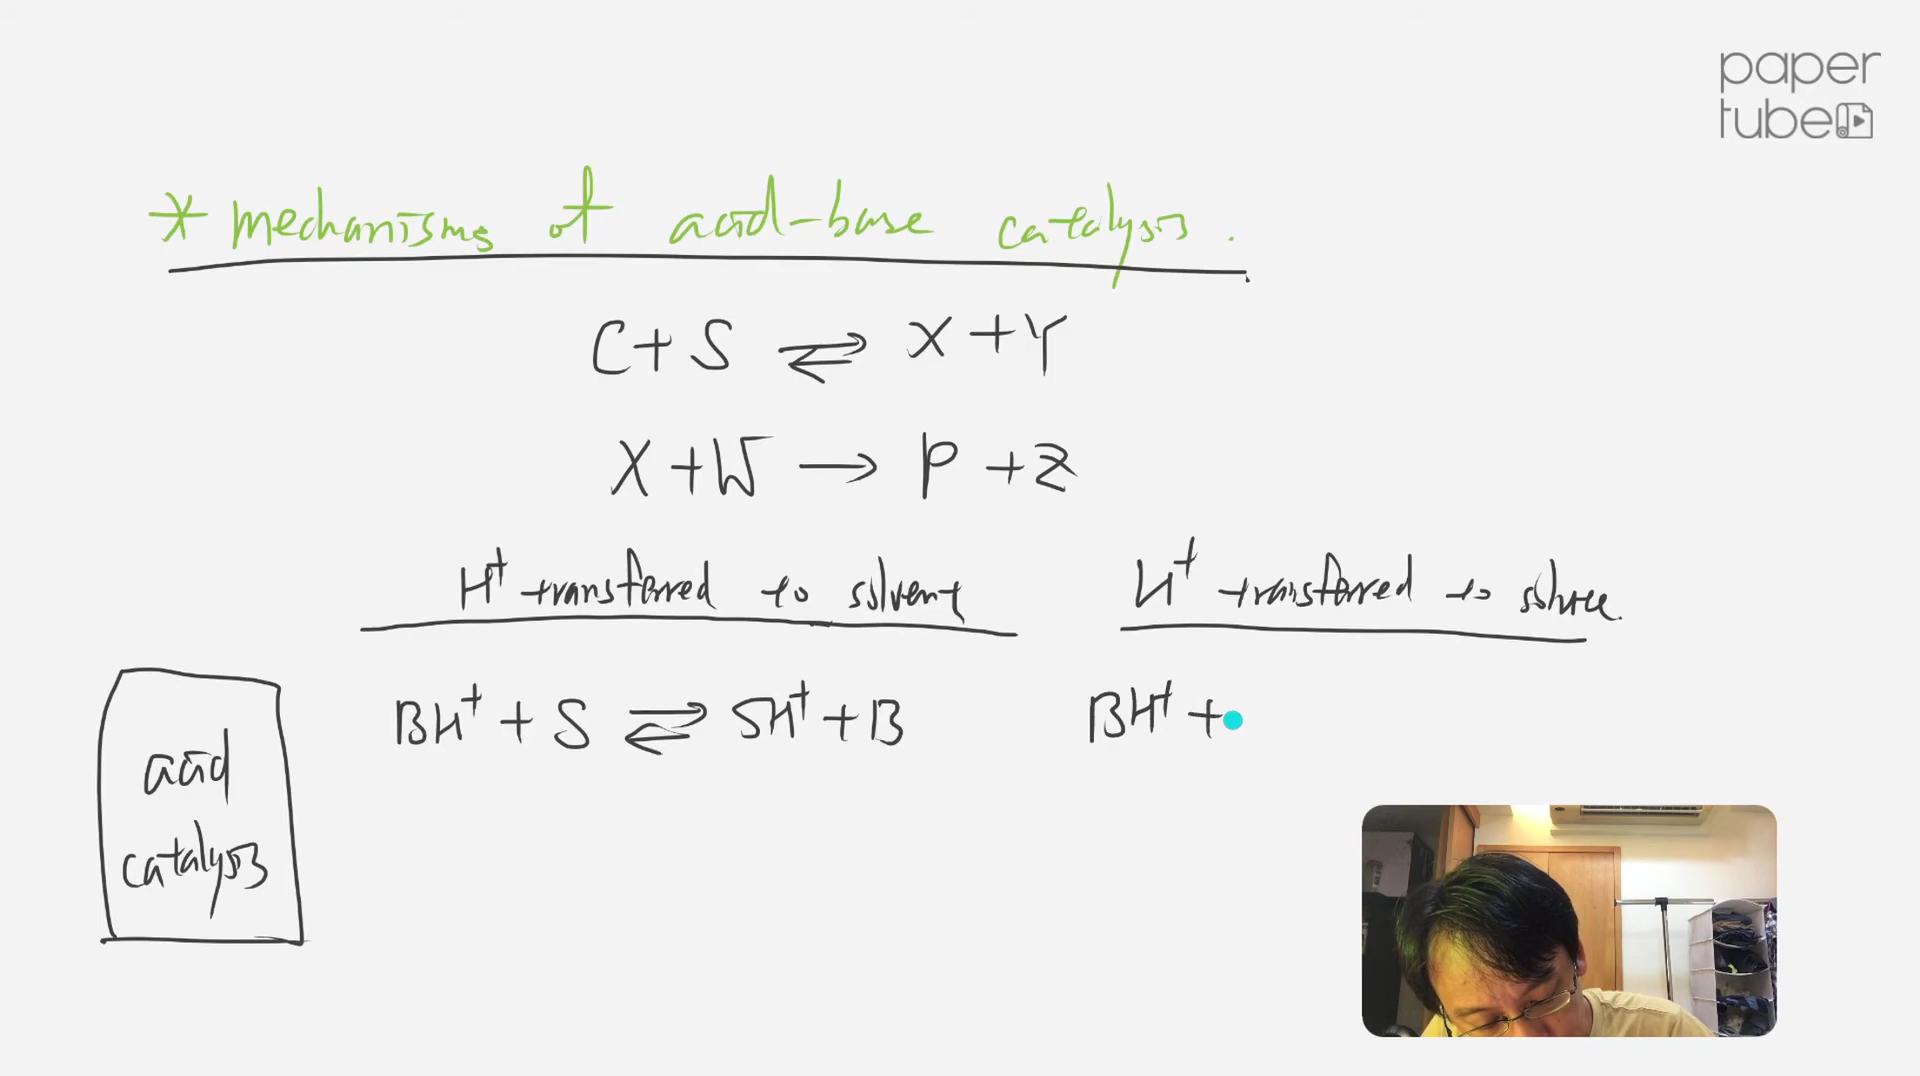 paper
tube
* mechanisms of acid-base catalysis.
C + S ⇌ X + Y
X + W → P + Z
H⁺ transferred to solvent
H⁺ transferred to solute.
BH⁺ + S ⇌ SH⁺ + B
BH⁺ +
acid
catalysis